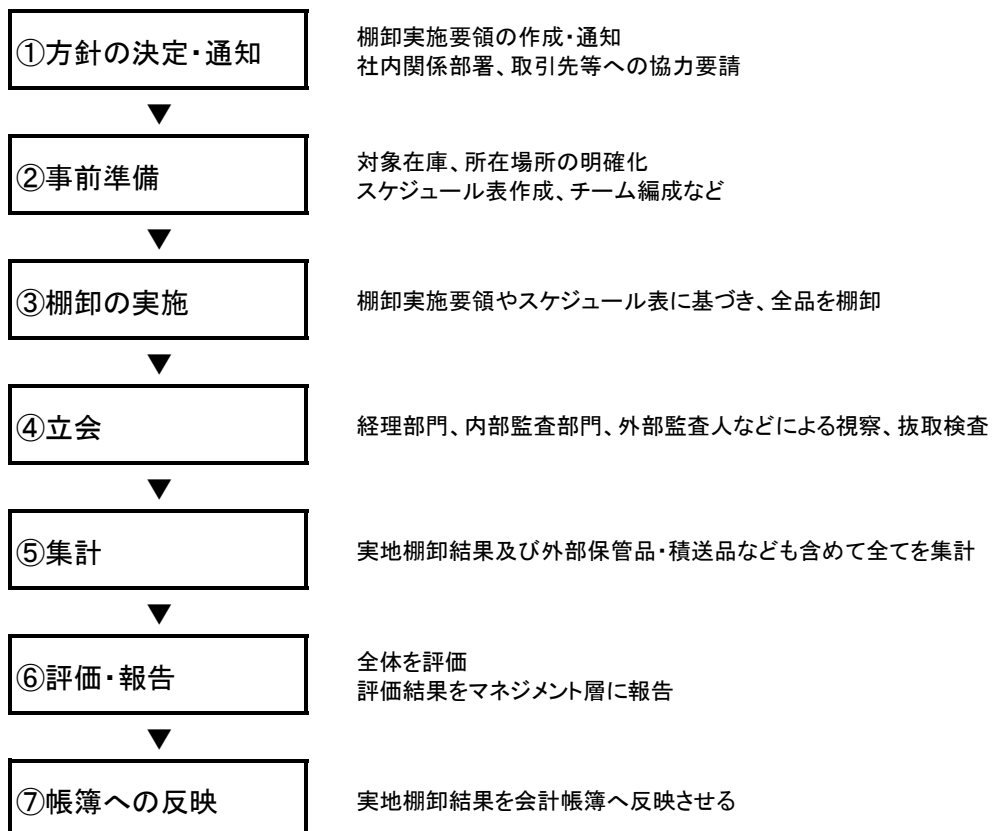 ①方針の決定・通知
棚卸実施要領の作成・通知
社内関係部署、取引先等への協力要請
▼
②事前準備
対象在庫、所在場所の明確化
スケジュール表作成、チーム編成など
▼
③棚卸の実施
棚卸実施要領やスケジュール表に基づき、全品を棚卸
▼
④立会
経理部門、内部監査部門、外部監査人などによる視察、抜取検査
▼
⑤集計
実地棚卸結果及び外部保管品・積送品なども含めて全てを集計
▼
⑥評価・報告
全体を評価
評価結果をマネジメント層に報告
▼
⑦帳簿への反映
実地棚卸結果を会計帳簿へ反映させる